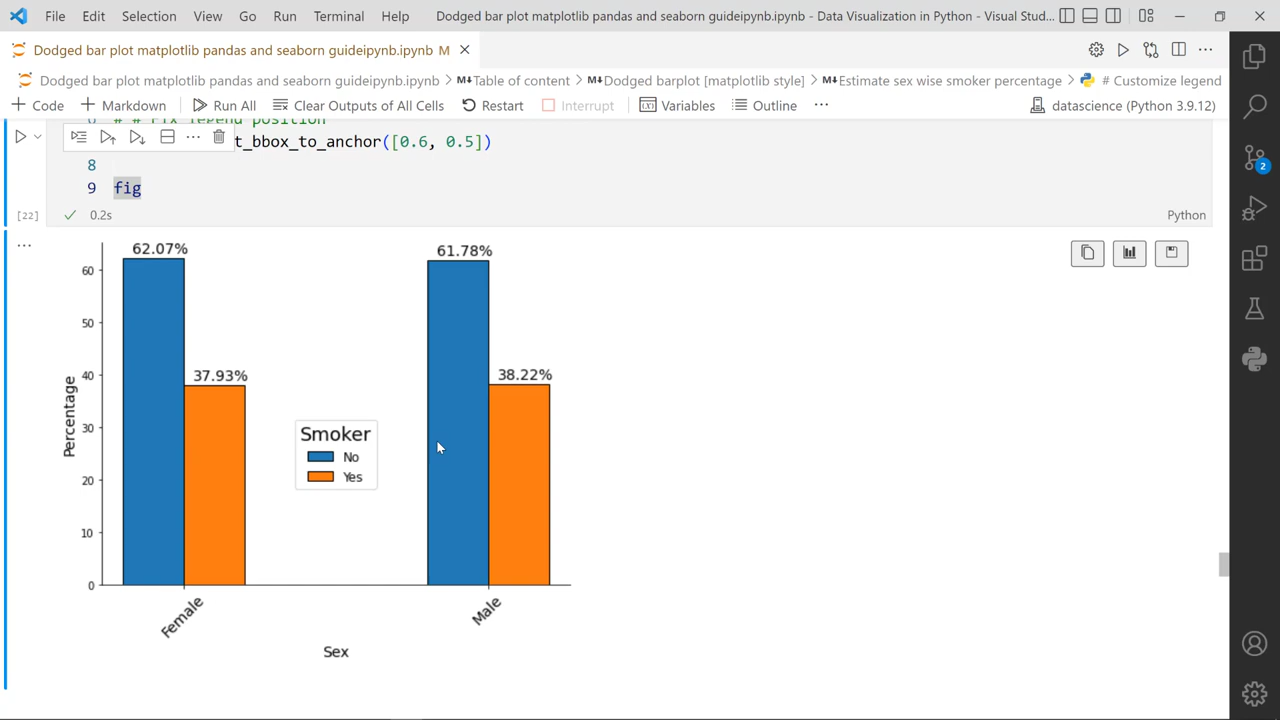 File Edit Selection View Go Run Terminal Help Dodged bar plot matplotlib pandas and seaborn guideipynb.ipynb - Data Visualization in Python - Visual Stud...
Dodged bar plot matplotlib pandas and seaborn guideipynb.ipynb M
Dodged bar plot matplotlib pandas and seaborn guideipynb.ipynb > Table of content > Dodged barplot [matplotlib style] > Estimate sex wise smoker percentage > # Customize legend
+ Code + Markdown Run All Clear Outputs of All Cells Restart Interrupt Variables Outline ... datascience (Python 3.9.12)
6 # # Fix legend position
t_bbox_to_anchor([0.6, 0.5])
8
9 fig
[22] 0.2s Python
2
62.07% 61.78%
37.93% 38.22%
60
50
40
30
20
10
0
Percentage
Smoker
No
Yes
Female Male
Sex